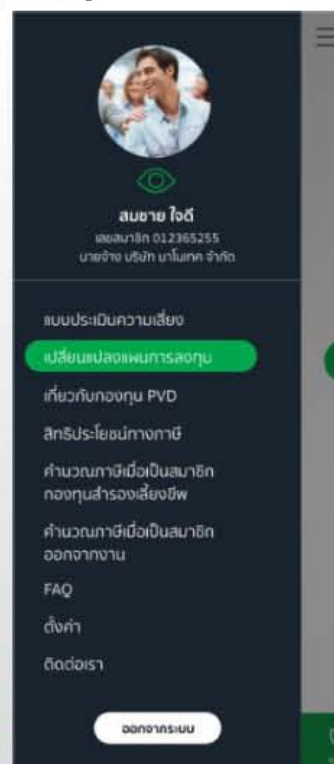 สมชาย ใจดี
เลขสมาชิก 012365255
นายจ้าง บริษัท นาโนเทค จำกัด
แบบประเมินความเสี่ยง
เปลี่ยนแปลงแผนการลงทุน
เกี่ยวกับกองทุน PVD
สิทธิประโยชน์ทางภาษี
คำนวณภาษีเมื่อเป็นสมาชิก
กองทุนสำรองเลี้ยงชีพ
คำนวณภาษีเมื่อเป็นสมาชิก
ออกจากงาน
FAQ
ตั้งค่า
ติดต่อเรา
ออกจากระบบ